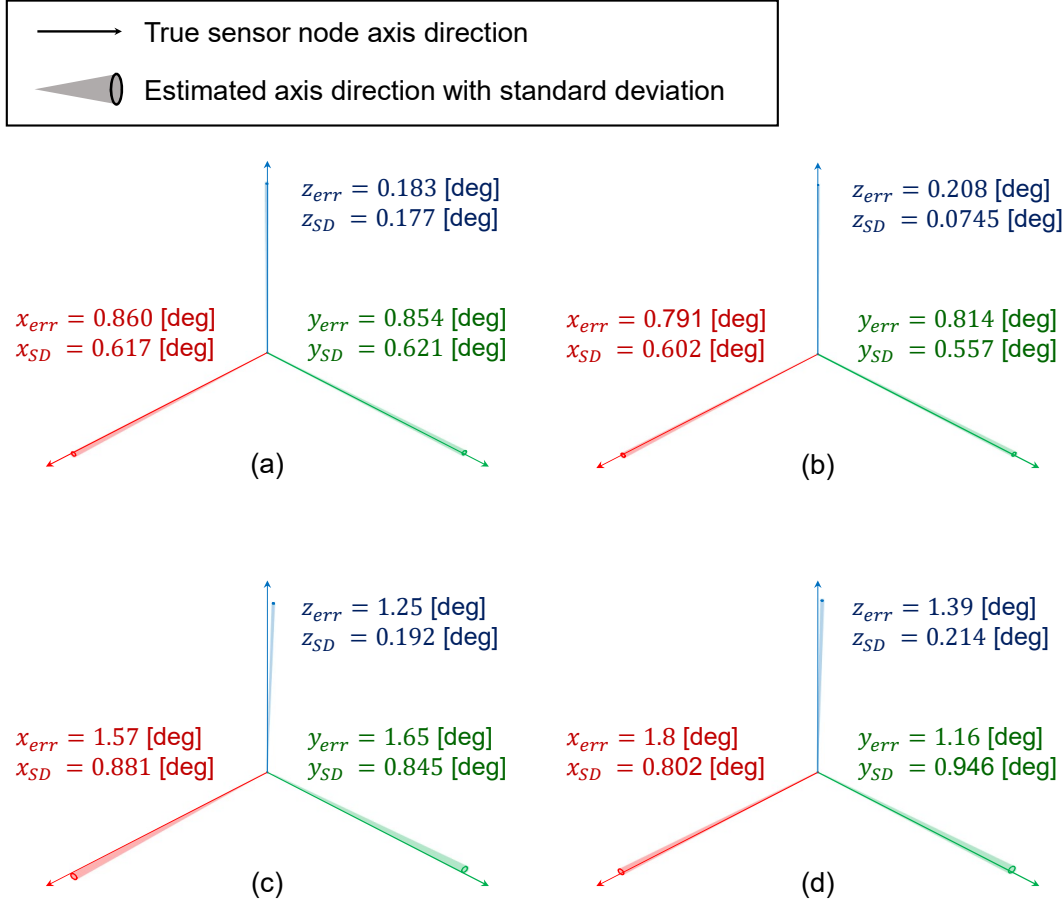 True sensor node axis direction
Estimated axis direction with standard deviation
z_err = 0.183 [deg]
z_SD = 0.177 [deg]
x_err = 0.860 [deg]
x_SD = 0.617 [deg]
y_err = 0.854 [deg]
y_SD = 0.621 [deg]
(a)
z_err = 0.208 [deg]
z_SD = 0.0745 [deg]
x_err = 0.791 [deg]
x_SD = 0.602 [deg]
y_err = 0.814 [deg]
y_SD = 0.557 [deg]
(b)
z_err = 1.25 [deg]
z_SD = 0.192 [deg]
x_err = 1.57 [deg]
x_SD = 0.881 [deg]
y_err = 1.65 [deg]
y_SD = 0.845 [deg]
(c)
z_err = 1.39 [deg]
z_SD = 0.214 [deg]
x_err = 1.8 [deg]
x_SD = 0.802 [deg]
y_err = 1.16 [deg]
y_SD = 0.946 [deg]
(d)